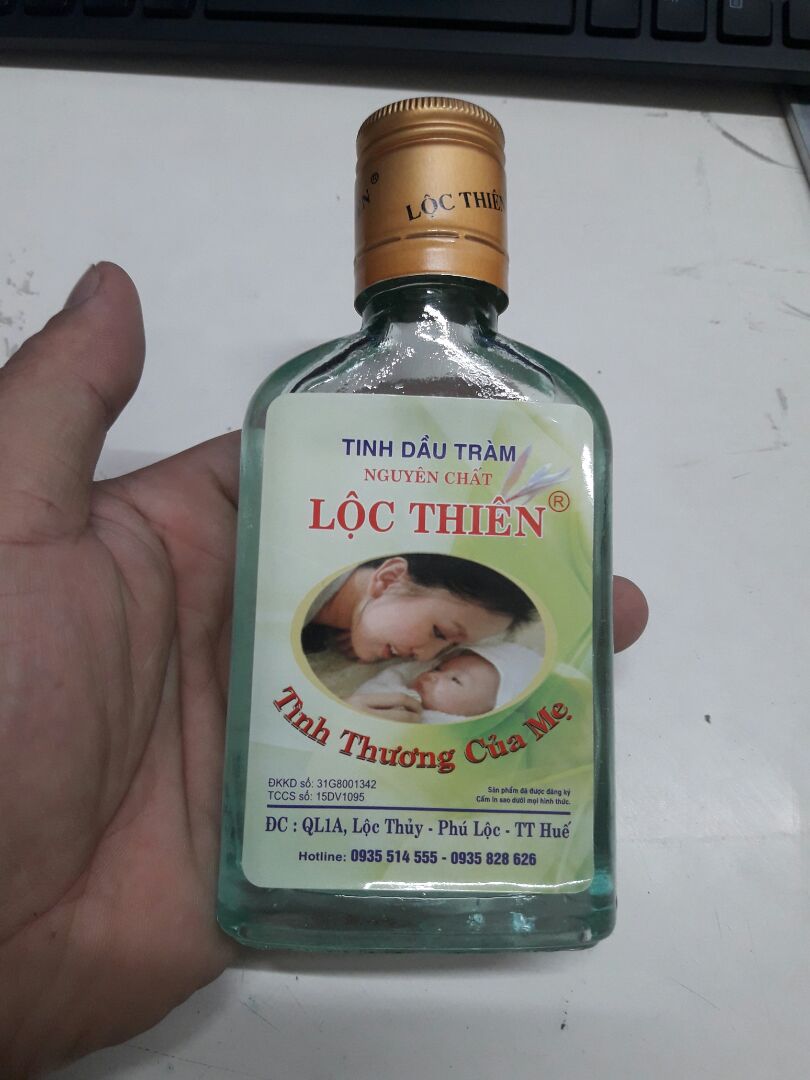 N ®
LỘC THIÊN
TINH DẦU TRÀM
NGUYÊN CHẤT
LỘC THIÊN ®
Tình Thương Của Mẹ
ĐKKD số: 31G8001342
TCCS số: 15DV1095
Sản phẩm đã được đăng ký
Cấm in sao dưới mọi hình thức.
ĐC : QL1A, Lộc Thủy - Phú Lộc - TT Huế
Hotline: 0935 514 555 - 0935 828 626